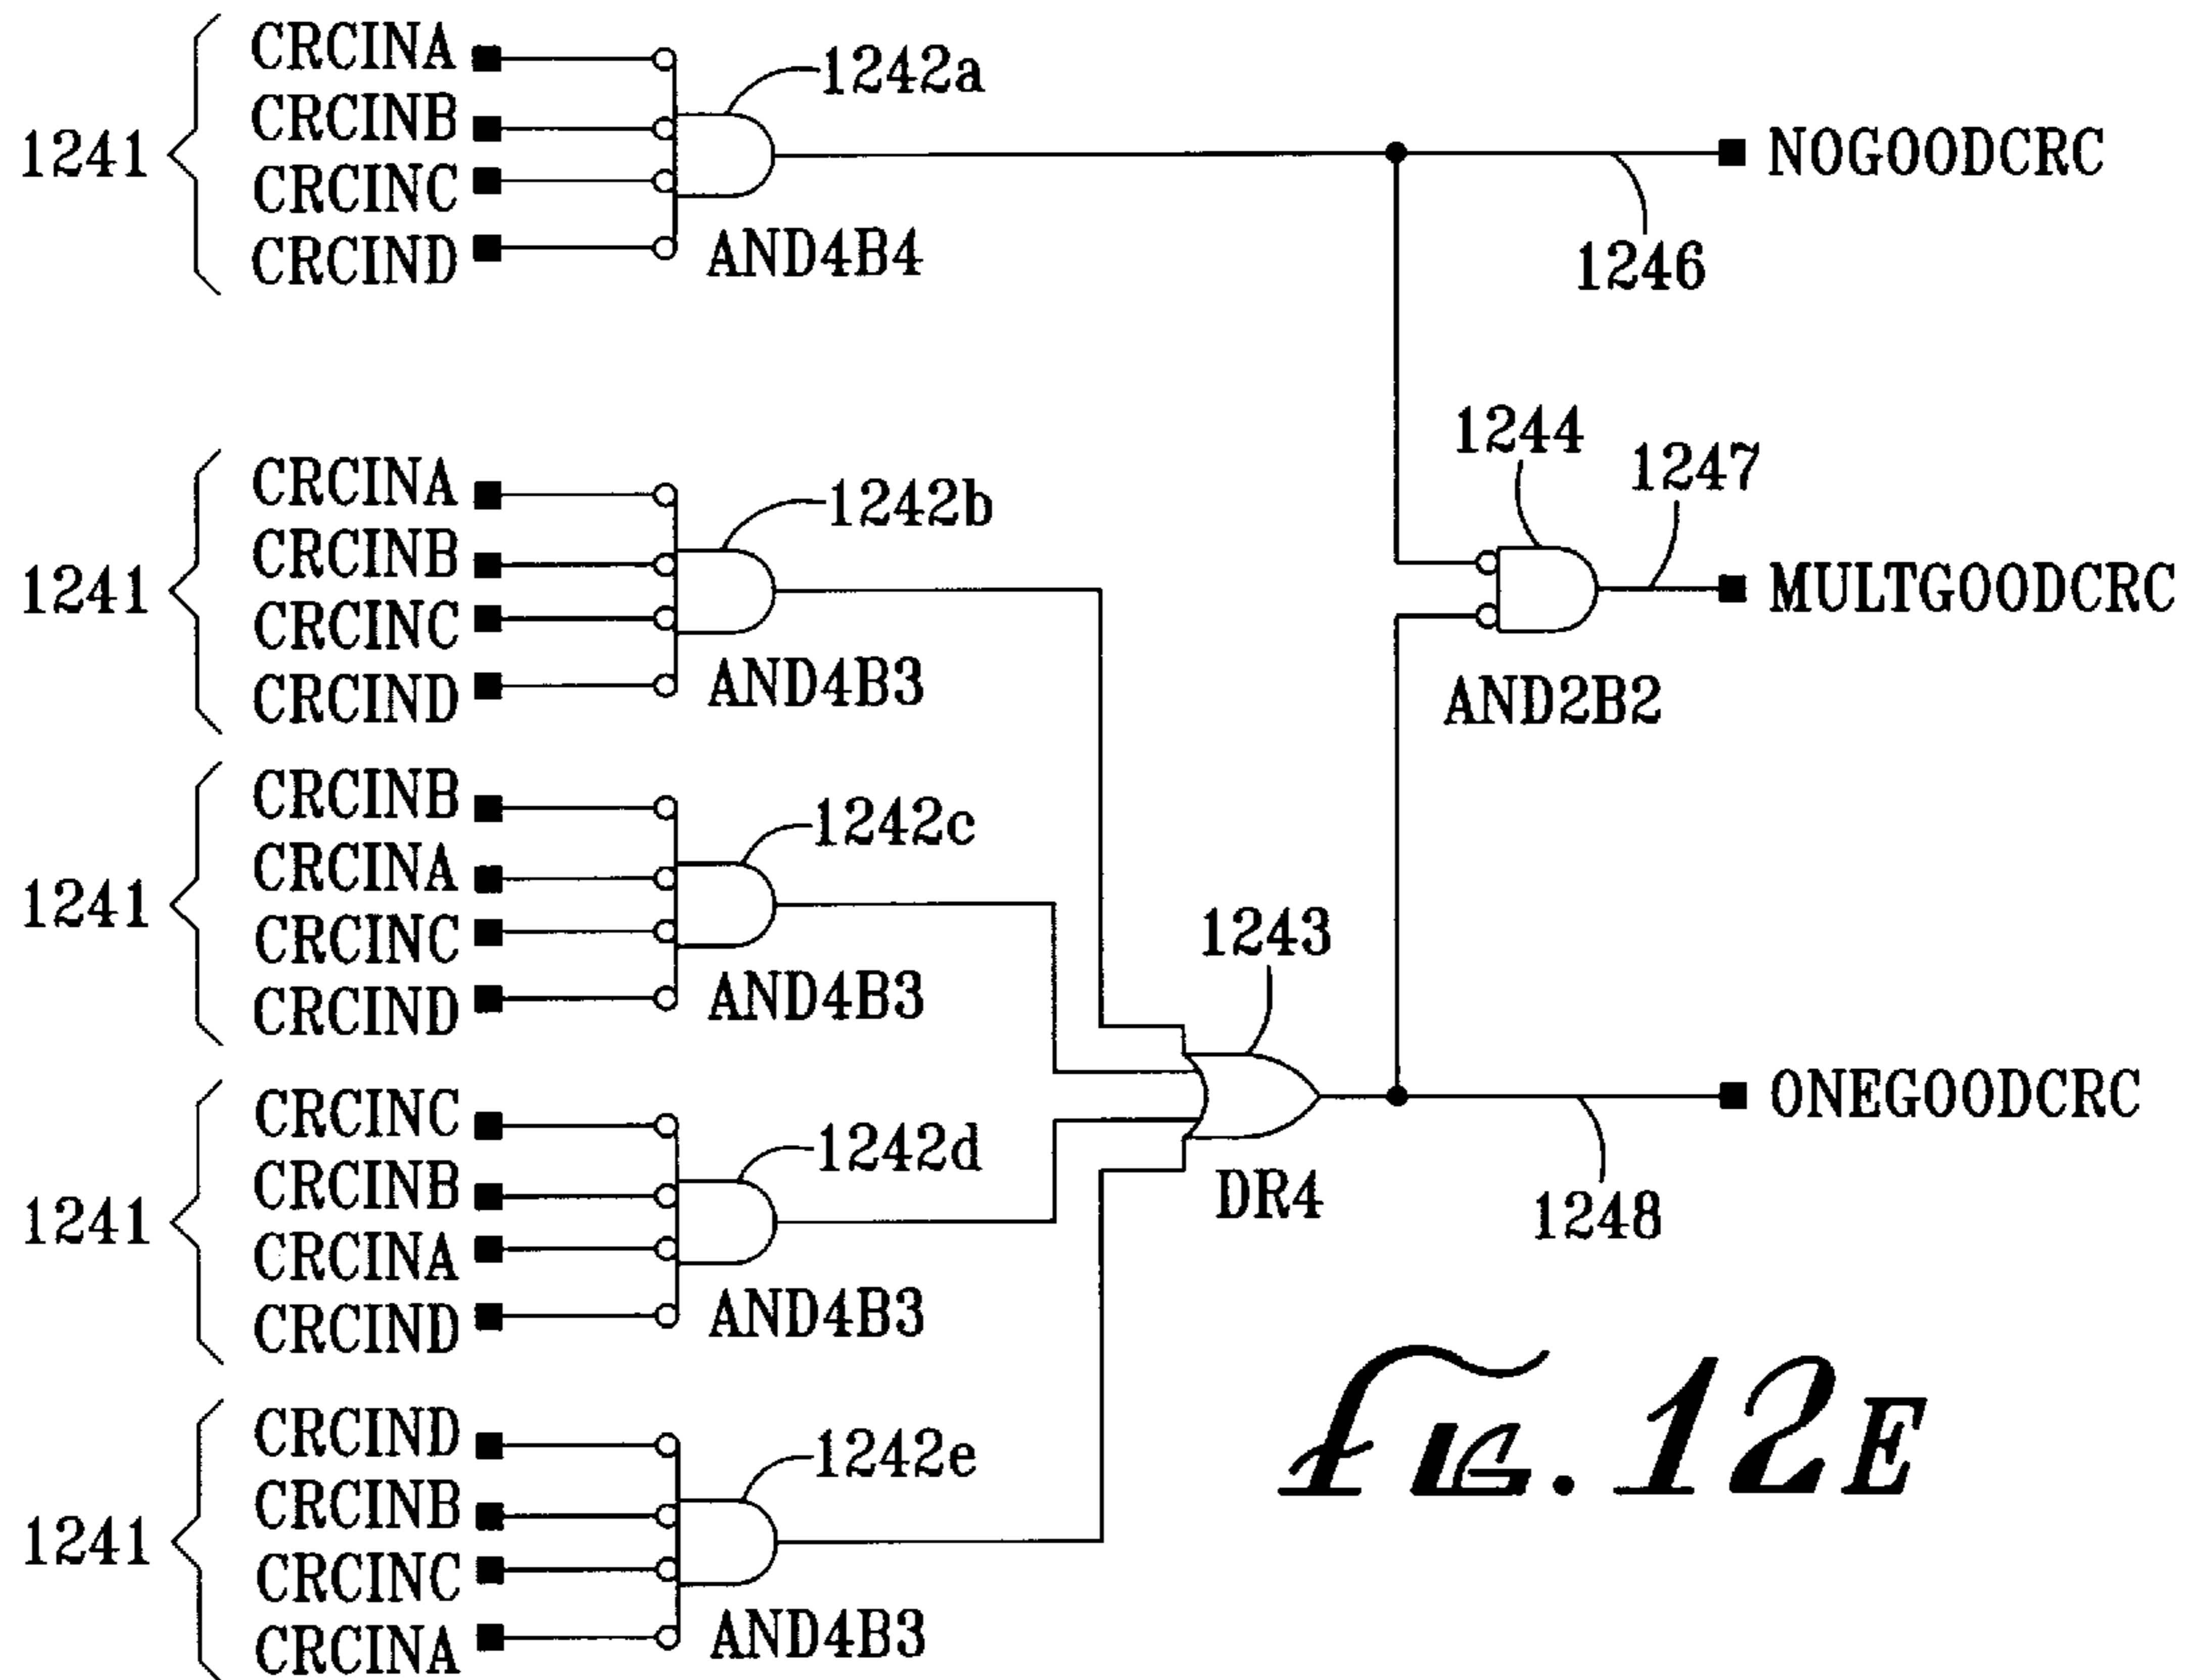 1241
CRCINA
CRCINB
CRCINC
CRCIND
1242a
AND4B4
NOGOODCRC
1246
1241
CRCINA
CRCINB
CRCINC
CRCIND
1242b
AND4B3
1244
1247
MULTGOODCRC
AND2B2
1241
CRCINB
CRCINA
CRCINC
CRCIND
1242c
AND4B3
1243
DR4
ONEGOODCRC
1248
1241
CRCINC
CRCINB
CRCINA
CRCIND
1242d
AND4B3
1241
CRCIND
CRCINB
CRCINC
CRCINA
1242e
AND4B3
FIG. 12E